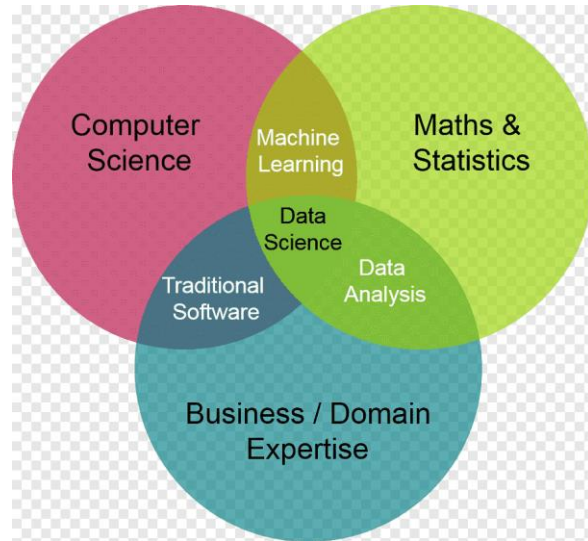 Computer
Science
Machine
Learning
Maths &
Statistics
Data
Science
Traditional
Software
Data
Analysis
Business / Domain
Expertise